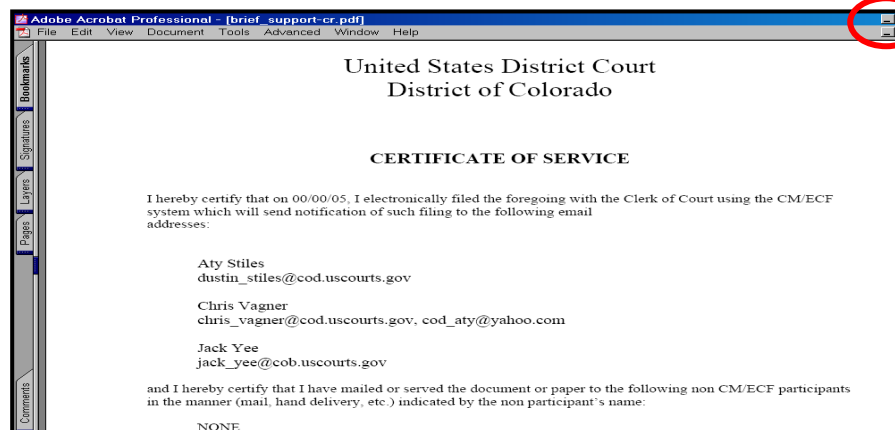 Adobe Acrobat Professional - [brief_support-cr.pdf]
File Edit View Document Tools Advanced Window Help
Bookmarks
Signatures
Layers
Pages
Comments
United States District Court
District of Colorado
CERTIFICATE OF SERVICE
I hereby certify that on 00/00/05, I electronically filed the foregoing with the Clerk of Court using the CM/ECF
system which will send notification of such filing to the following email
addresses:
Aty Stiles
dustin_stiles@cod.uscourts.gov
Chris Vagner
chris_vagner@cod.uscourts.gov, cod_aty@yahoo.com
Jack Yee
jack_yee@cob.uscourts.gov
and I hereby certify that I have mailed or served the document or paper to the following non CM/ECF participants
in the manner (mail, hand delivery, etc.) indicated by the non participant's name:
NONE